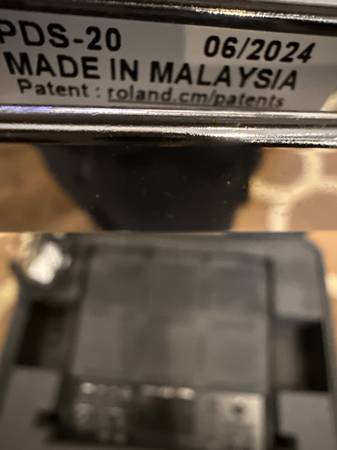 PDS-20 06/2024
MADE IN MALAYSIA
Patent : roland.cm/patents